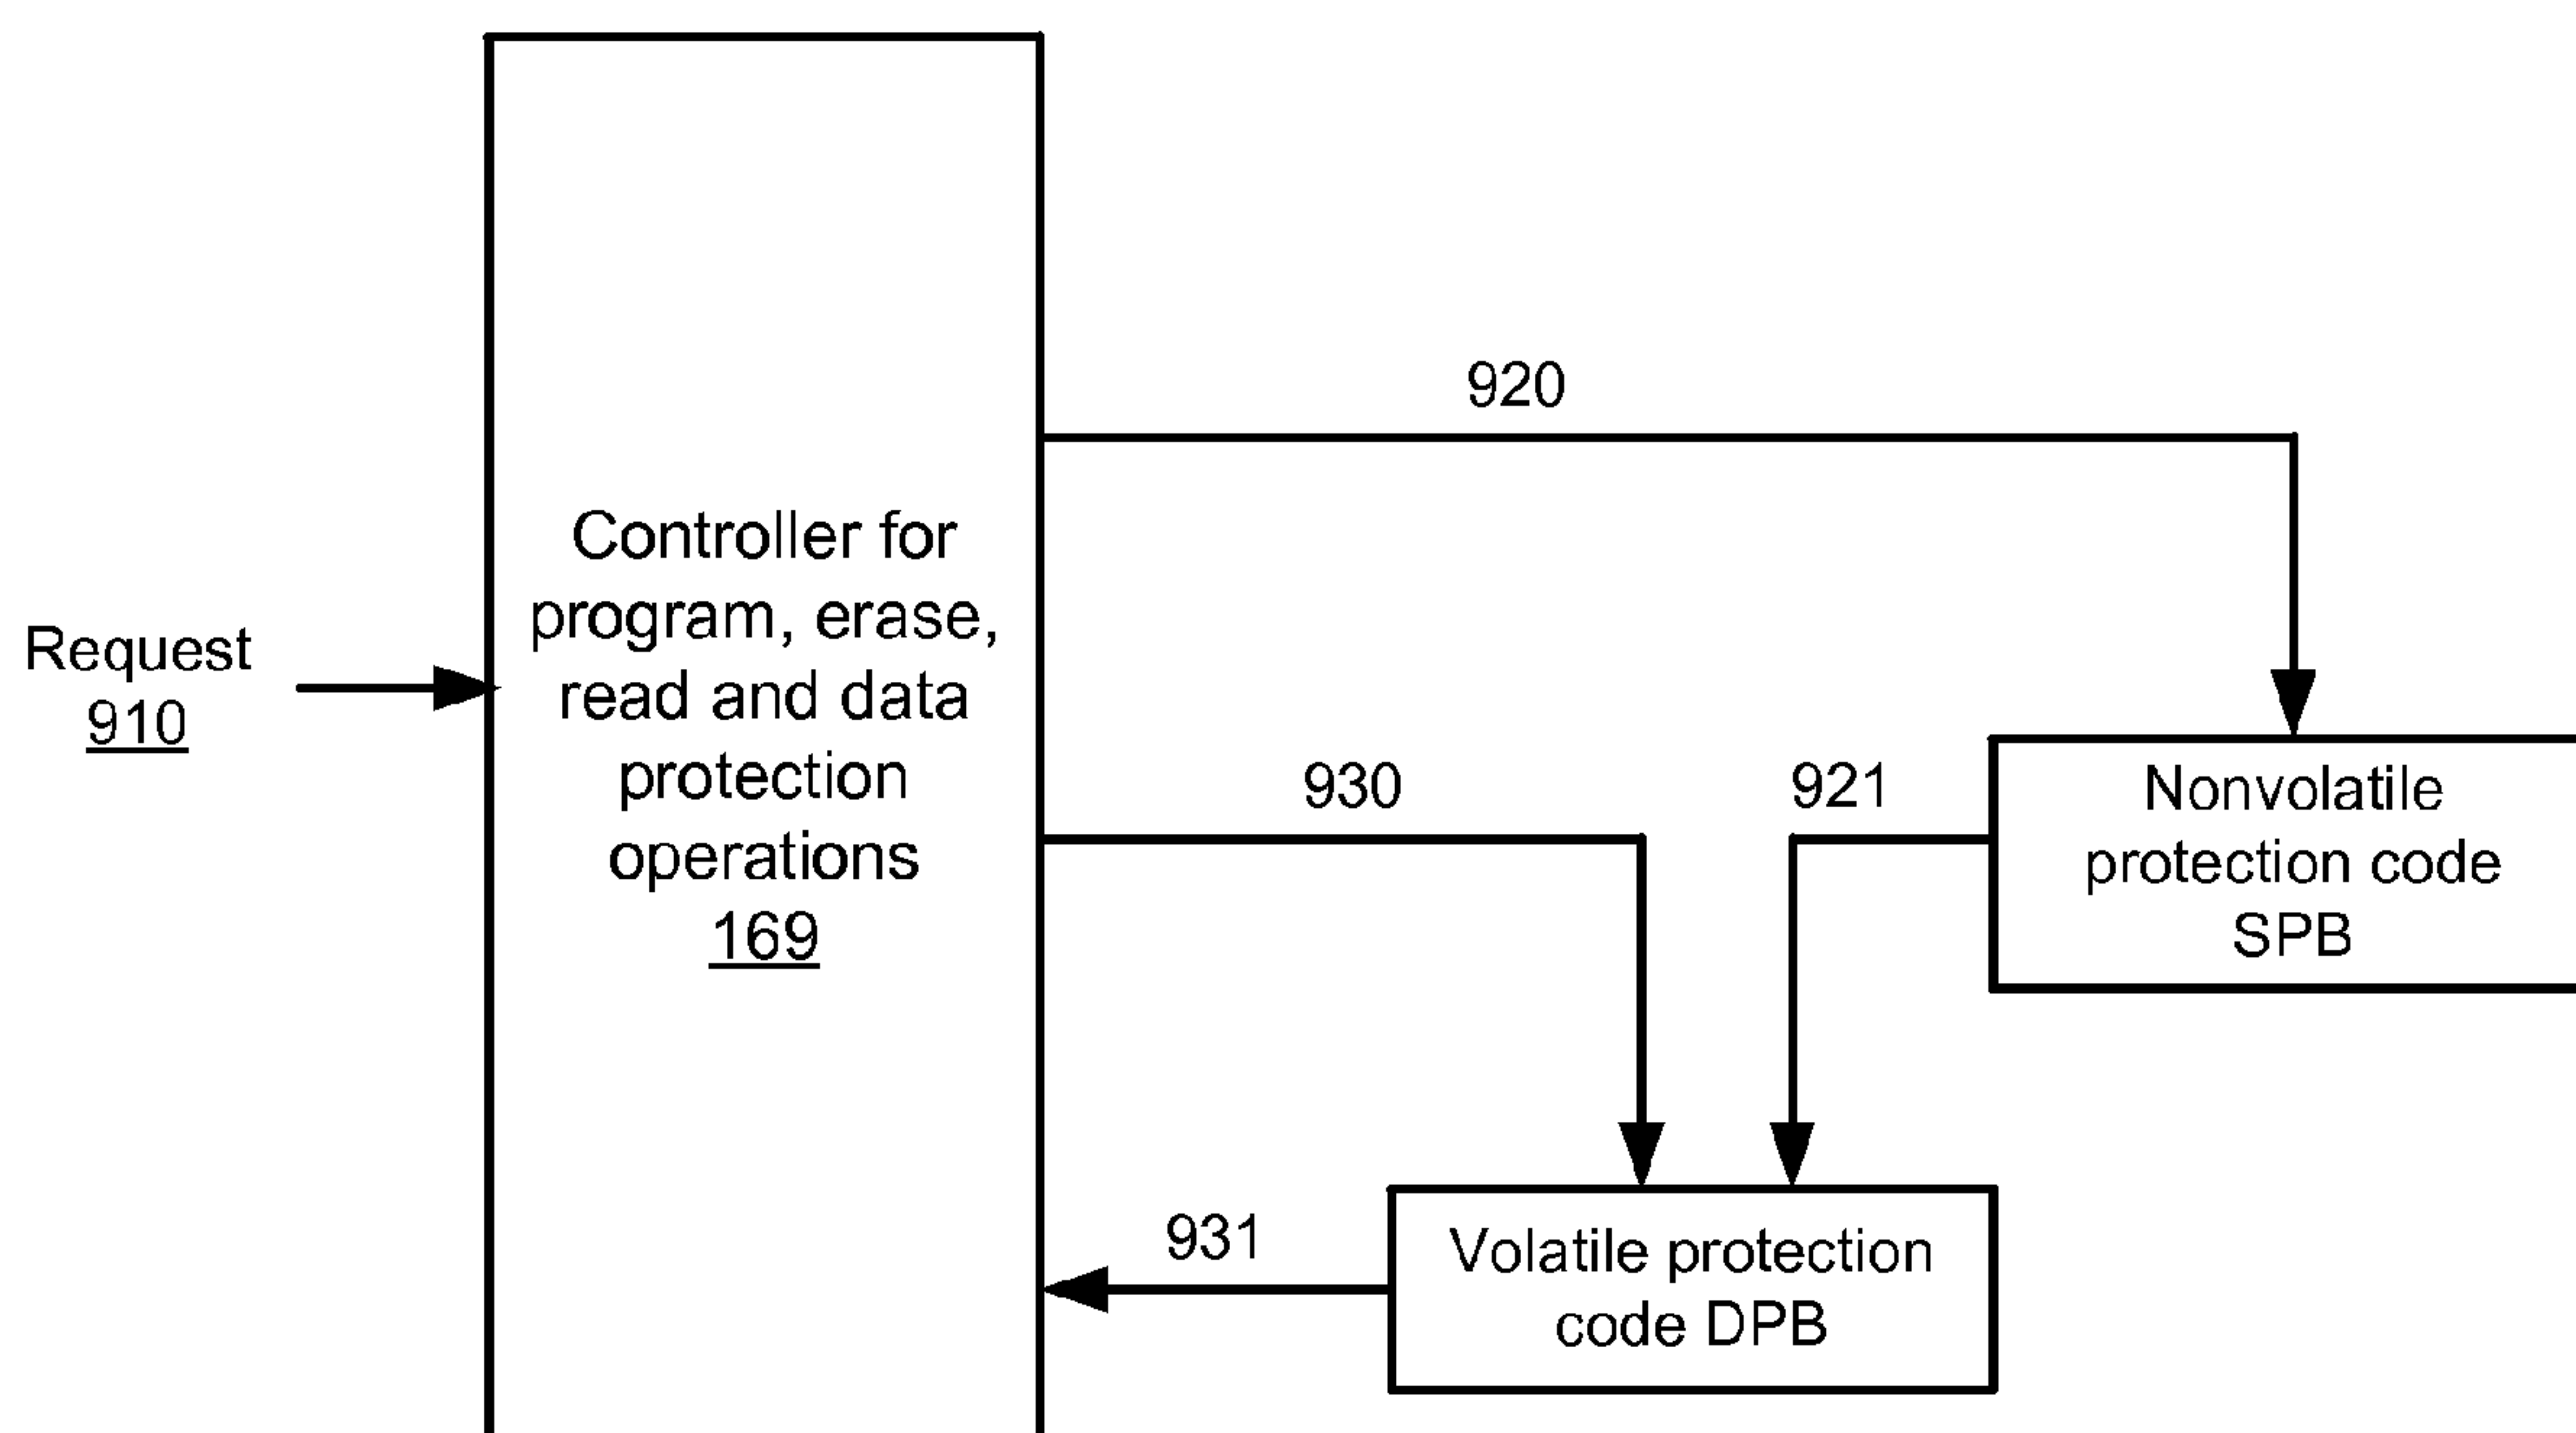 Request
910
Controller for
program, erase,
read and data
protection
operations
169
920
930
921
Nonvolatile
protection code
SPB
931
Volatile protection
code DPB